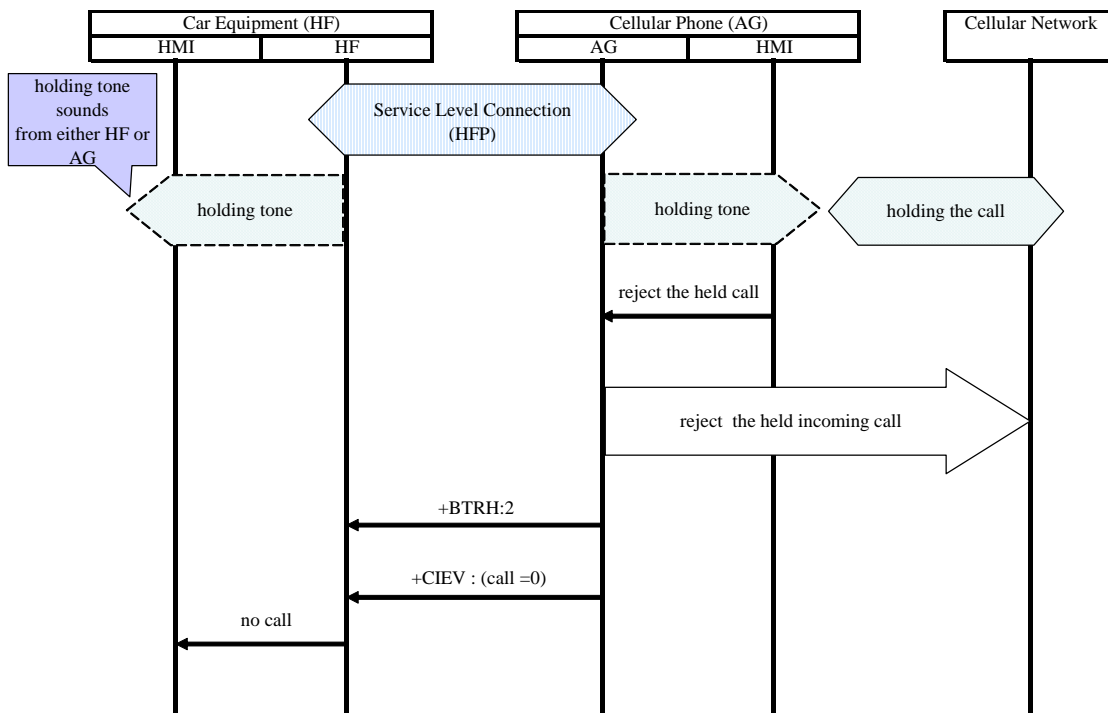 Car Equipment (HF)
Cellular Phone (AG)
Cellular Network
HMI
HF
AG
HMI
holding tone
sounds
from either HF or
AG
Service Level Connection
(HFP)
holding tone
holding tone
holding the call
reject the held call
reject the held incoming call
+BTRH:2
+CIEV : (call =0)
no call